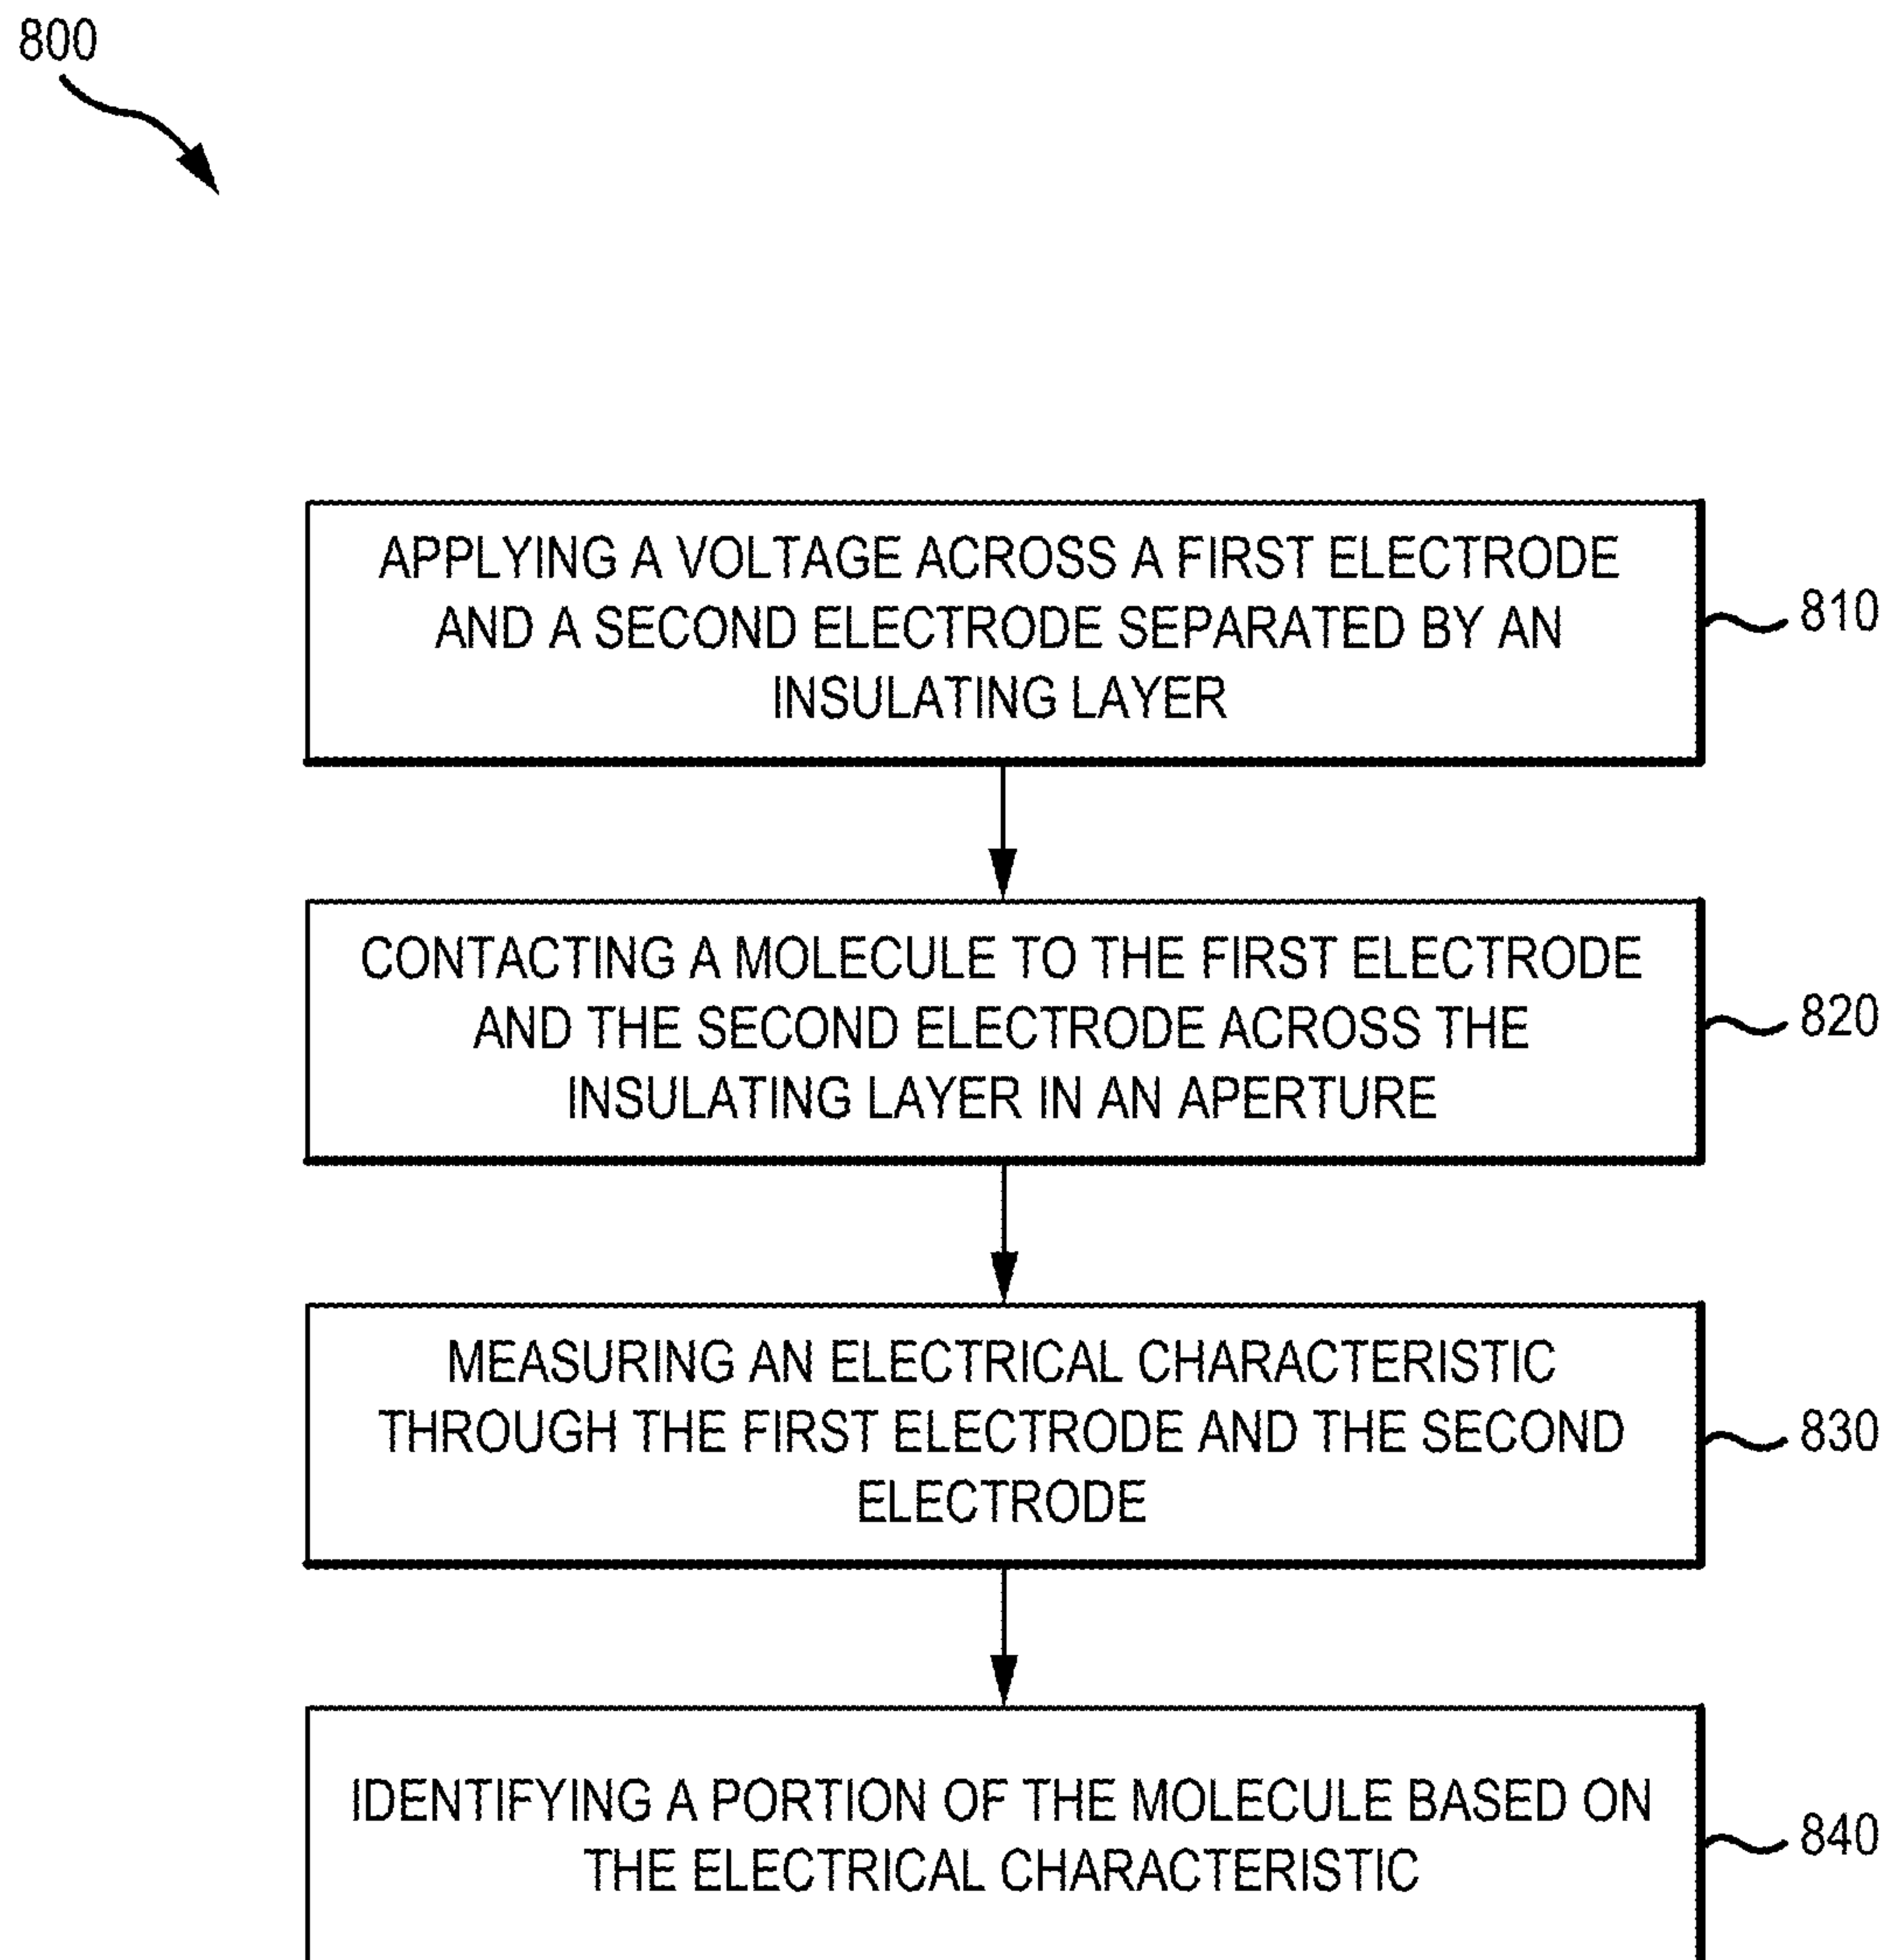 800
APPLYING A VOLTAGE ACROSS A FIRST ELECTRODE
AND A SECOND ELECTRODE SEPARATED BY AN
INSULATING LAYER
810
CONTACTING A MOLECULE TO THE FIRST ELECTRODE
AND THE SECOND ELECTRODE ACROSS THE
INSULATING LAYER IN AN APERTURE
820
MEASURING AN ELECTRICAL CHARACTERISTIC
THROUGH THE FIRST ELECTRODE AND THE SECOND
ELECTRODE
830
IDENTIFYING A PORTION OF THE MOLECULE BASED ON
THE ELECTRICAL CHARACTERISTIC
840